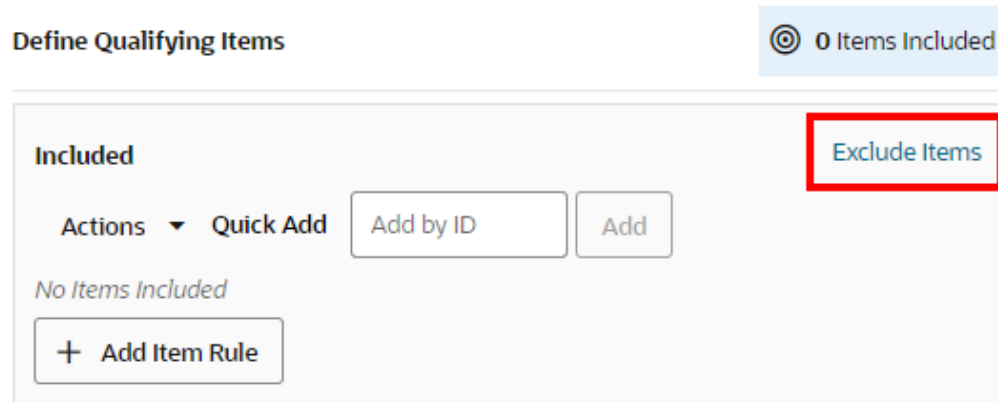 Define Qualifying Items
0 Items Included
Included
Exclude Items
Actions Quick Add Add by ID Add
No Items Included
+ Add Item Rule